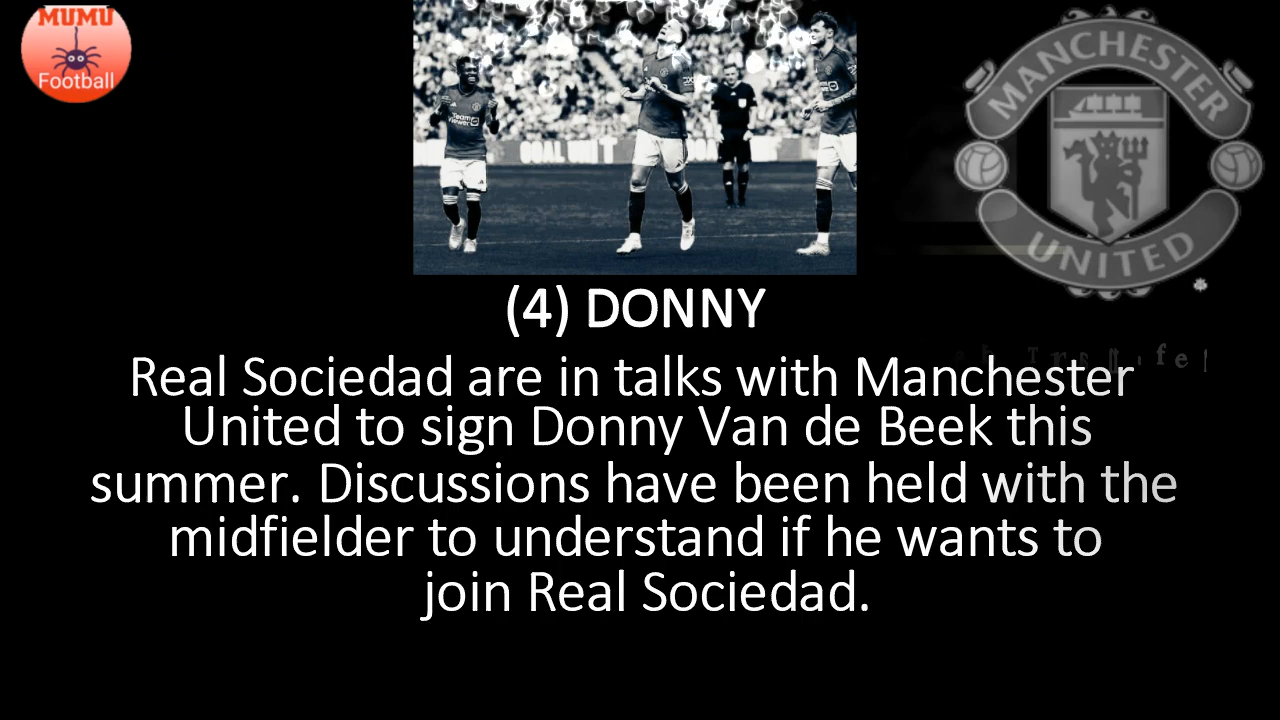 MUMU
Football
Team
Viewer
MANCHESTER
UNITED
(4) DONNY
Real Sociedad are in talks with Manchester
United to sign Donny Van de Beek this
summer. Discussions have been held with the
midfielder to understand if he wants to
join Real Sociedad.